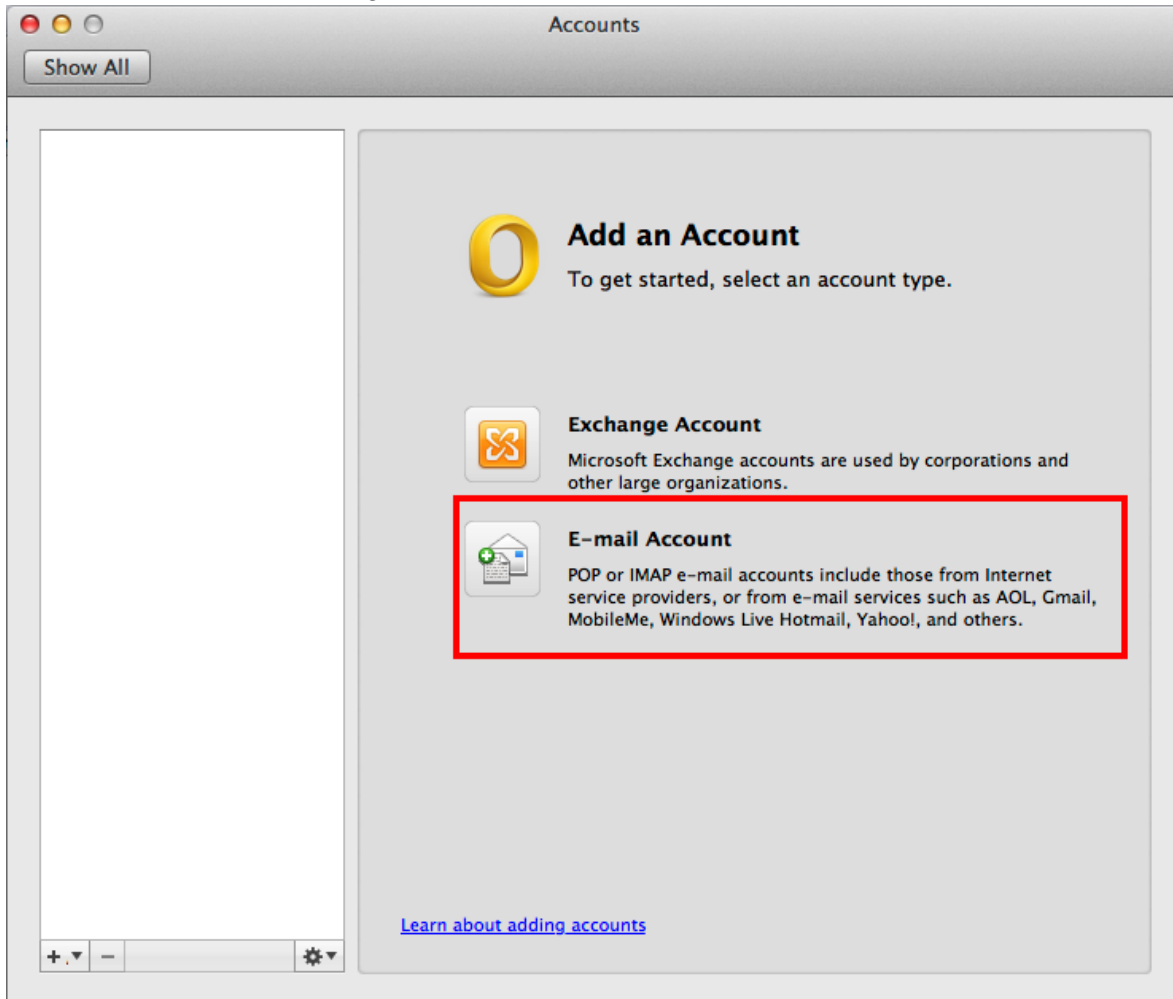 Accounts
Show All
Add an Account
To get started, select an account type.
Exchange Account
Microsoft Exchange accounts are used by corporations and
other large organizations.
E-mail Account
POP or IMAP e-mail accounts include those from Internet
service providers, or from e-mail services such as AOL, Gmail,
MobileMe, Windows Live Hotmail, Yahoo!, and others.
Learn about adding accounts